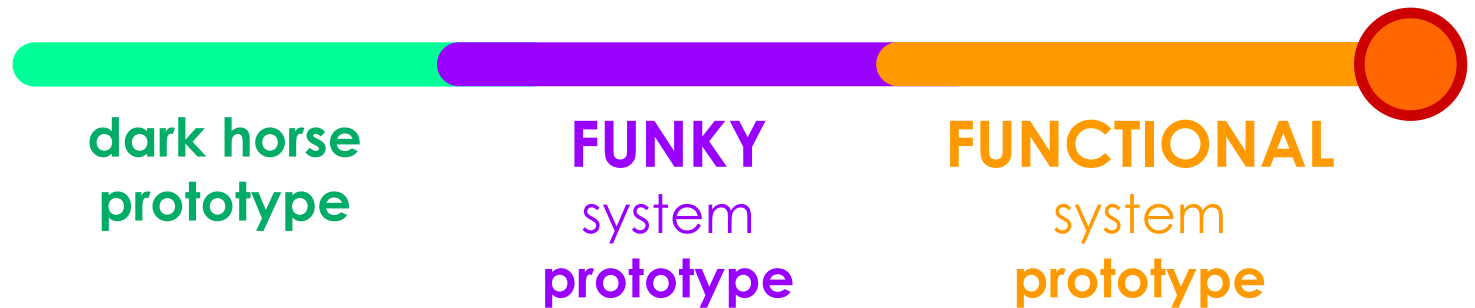 dark horse
prototype
FUNKY
system
prototype
FUNCTIONAL
system
prototype